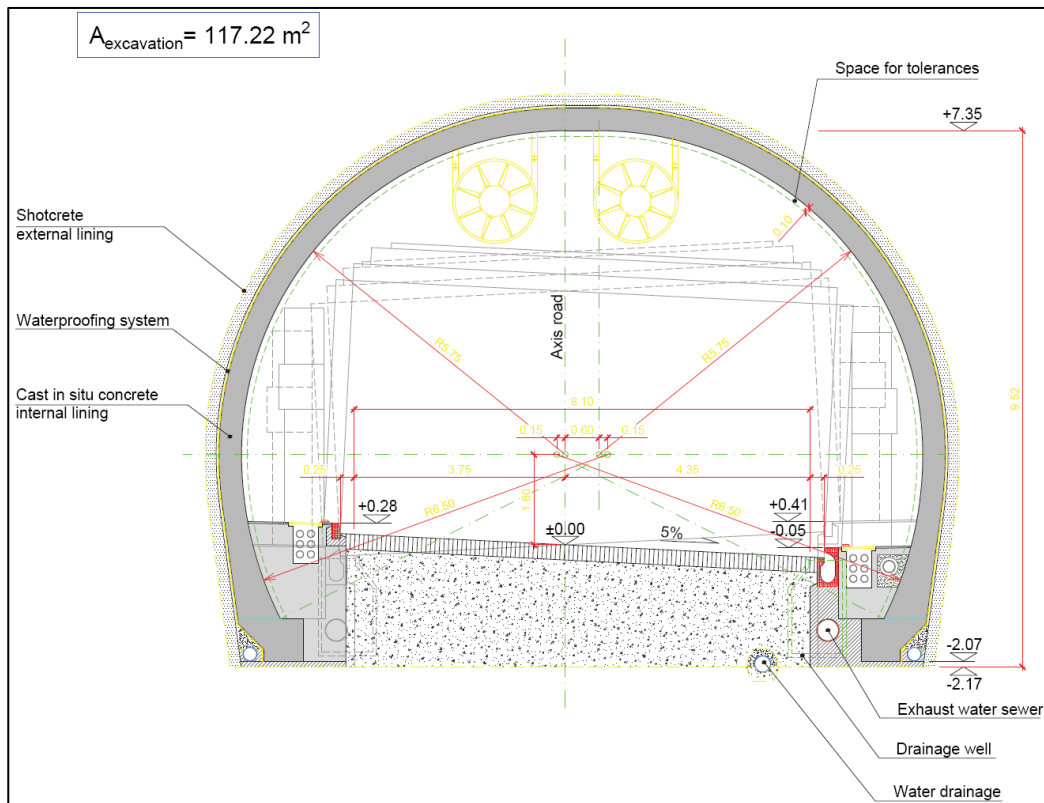 A_excavation= 117.22 m²
Space for tolerances
+7.35
Shotcrete
external lining
0.10
Waterproofing system
Axis road
R5.75
R5.75
Cast in situ concrete
internal lining
8.10
9.52
0.15
0.60
0.15
0.25
3.75
4.35
0.25
1.60
R6.50
R6.50
+0.28
+0.41
±0.00
5%
-0.05
-2.07
-2.17
Exhaust water sewer
Drainage well
Water drainage